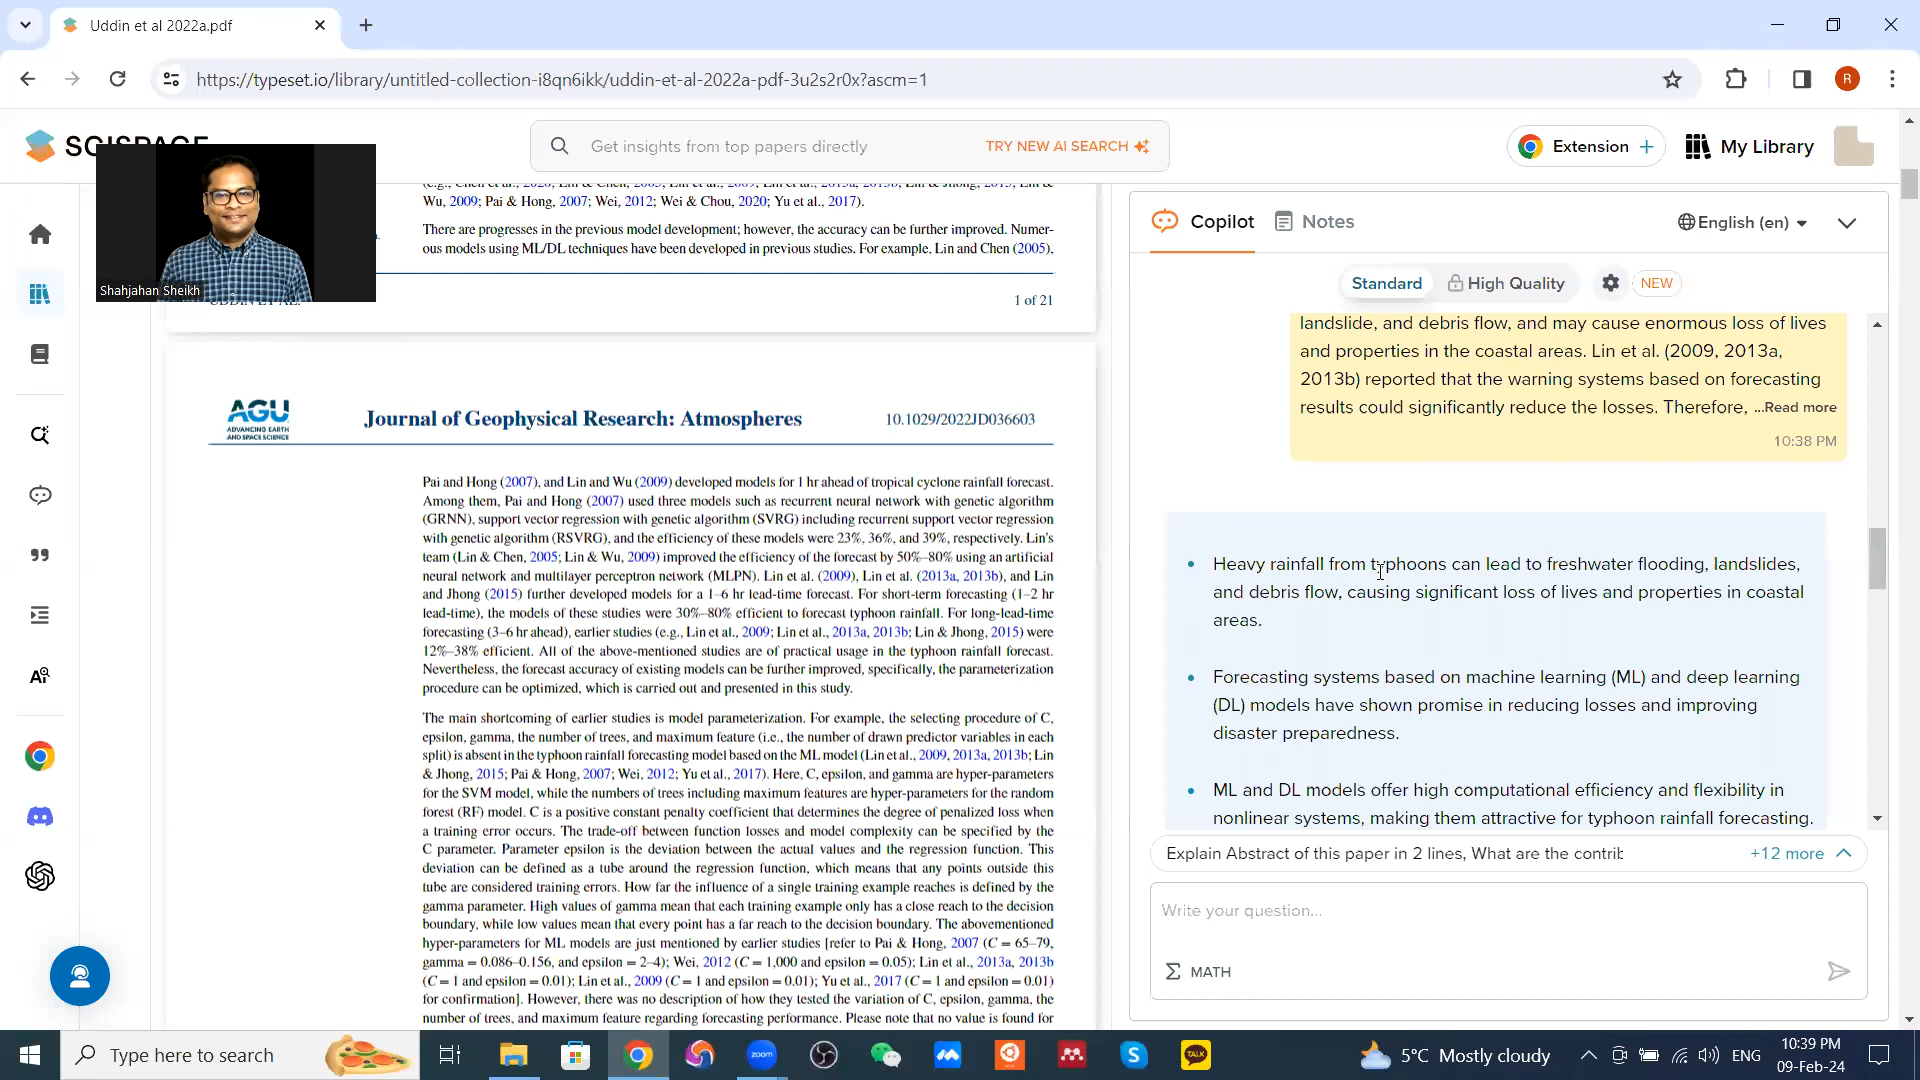 Uddin et al 2022a.pdf
https://typeset.io/library/untitled-collection-i8qn6ikk/uddin-et-al-2022a-pdf-3u2s2r0x?ascm=1
R
SCISPACE
Get insights from top papers directly
TRY NEW AI SEARCH
Extension
My Library
Shahjahan Sheikh
Wu, 2009; Pai & Hong, 2007; Wei, 2012; Wei & Chou, 2020; Yu et al., 2017).
There are progresses in the previous model development; however, the accuracy can be further improved. Numer-
ous models using ML/DL techniques have been developed in previous studies. For example, Lin and Chen (2005),
UDDIN ET AL.
1 of 21
AGU
ADVANCING EARTH
AND SPACE SCIENCE
Journal of Geophysical Research: Atmospheres
10.1029/2022JD036603
Pai and Hong (2007), and Lin and Wu (2009) developed models for 1 hr ahead of tropical cyclone rainfall forecast.
Among them, Pai and Hong (2007) used three models such as recurrent neural network with genetic algorithm
(GRNN), support vector regression with genetic algorithm (SVRG) including recurrent support vector regression
with genetic algorithm (RSVRG), and the efficiency of these models were 23%, 36%, and 39%, respectively. Lin's
team (Lin & Chen, 2005; Lin & Wu, 2009) improved the efficiency of the forecast by 50%–80% using an artificial
neural network and multilayer perceptron network (MLPN). Lin et al. (2009), Lin et al. (2013a, 2013b), and Lin
and Jhong (2015) further developed models for a 1–6 hr lead-time forecast. For short-term forecasting (1–2 hr
lead-time), the models of these studies were 30%–80% efficient to forecast typhoon rainfall. For long-lead-time
forecasting (3–6 hr ahead), earlier studies (e.g., Lin et al., 2009; Lin et al., 2013a, 2013b; Lin & Jhong, 2015) were
12%–38% efficient. All of the above-mentioned studies are of practical usage in the typhoon rainfall forecast.
Nevertheless, the forecast accuracy of existing models can be further improved, specifically, the parameterization
procedure can be optimized, which is carried out and presented in this study.
The main shortcoming of earlier studies is model parameterization. For example, the selecting procedure of C,
epsilon, gamma, the number of trees, and maximum feature (i.e., the number of drawn predictor variables in each
split) is absent in the typhoon rainfall forecasting model based on the ML model (Lin et al., 2009, 2013a, 2013b; Lin
& Jhong, 2015; Pai & Hong, 2007; Wei, 2012; Yu et al., 2017). Here, C, epsilon, and gamma are hyper-parameters
for the SVM model, while the numbers of trees including maximum features are hyper-parameters for the random
forest (RF) model. C is a positive constant penalty coefficient that determines the degree of penalized loss when
a training error occurs. The trade-off between function losses and model complexity can be specified by the
C parameter. Parameter epsilon is the deviation between the actual values and the regression function. This
deviation can be defined as a tube around the regression function, which means that any points outside this
tube are considered training errors. How far the influence of a single training example reaches is defined by the
gamma parameter. High values of gamma mean that each training example only has a close reach to the decision
boundary, while low values mean that every point has a far reach to the decision boundary. The abovementioned
hyper-parameters for ML models are just mentioned by earlier studies [refer to Pai & Hong, 2007 (C = 65–79,
gamma = 0.086–0.156, and epsilon = 2–4); Wei, 2012 (C = 1,000 and epsilon = 0.05); Lin et al., 2013a, 2013b
(C = 1 and epsilon = 0.01); Lin et al., 2009 (C = 1 and epsilon = 0.01); Yu et al., 2017 (C = 1 and epsilon = 0.01)
for confirmation]. However, there was no description of how they tested the variation of C, epsilon, gamma, the
number of trees, and maximum feature regarding forecasting performance. Please note that no value is found for
Copilot
Notes
English (en)
Standard
High Quality
NEW
landslide, and debris flow, and may cause enormous loss of lives
and properties in the coastal areas. Lin et al. (2009, 2013a,
2013b) reported that the warning systems based on forecasting
results could significantly reduce the losses. Therefore, ...Read more
10:38 PM
• Heavy rainfall from typhoons can lead to freshwater flooding, landslides,
and debris flow, causing significant loss of lives and properties in coastal
areas.
• Forecasting systems based on machine learning (ML) and deep learning
(DL) models have shown promise in reducing losses and improving
disaster preparedness.
• ML and DL models offer high computational efficiency and flexibility in
nonlinear systems, making them attractive for typhoon rainfall forecasting.
Explain Abstract of this paper in 2 lines, What are the contrib
+12 more
Write your question...
Σ MATH
Type here to search
zoom
TALK
5°C Mostly cloudy
ENG
10:39 PM
09-Feb-24